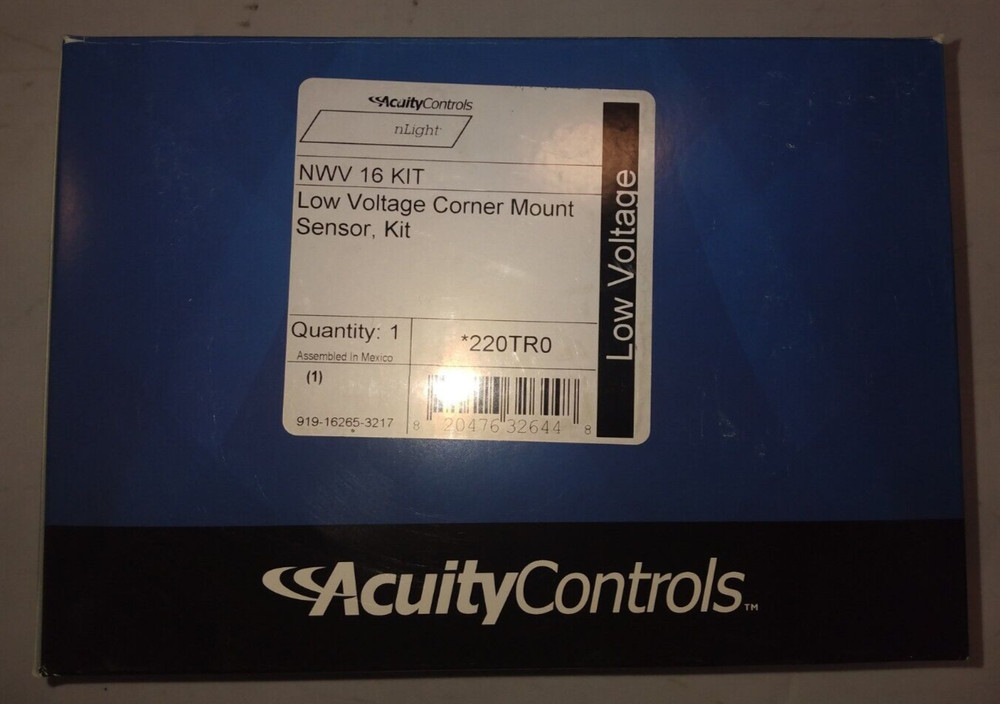 AcuityControls
nLight
NWV 16 KIT
Low Voltage Corner Mount
Sensor, Kit
Low Voltage
Quantity: 1
Assembled in Mexico
*220TR0
(1)
919-16265-3217
8 20476 32644 8
AcuityControls™